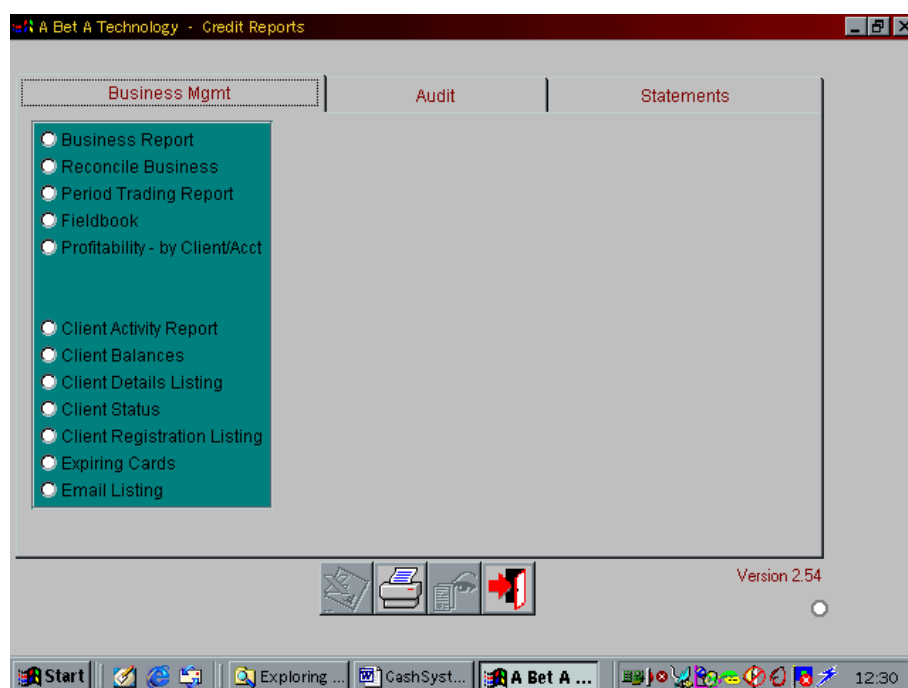 A Bet A Technology - Credit Reports
Business Mgmt
Audit
Statements
Business Report
Reconcile Business
Period Trading Report
Fieldbook
Profitability - by Client/Acct
Client Activity Report
Client Balances
Client Details Listing
Client Status
Client Registration Listing
Expiring Cards
Email Listing
Version 2.54
Start
Exploring ...
CashSyst...
A Bet A ...
12:30